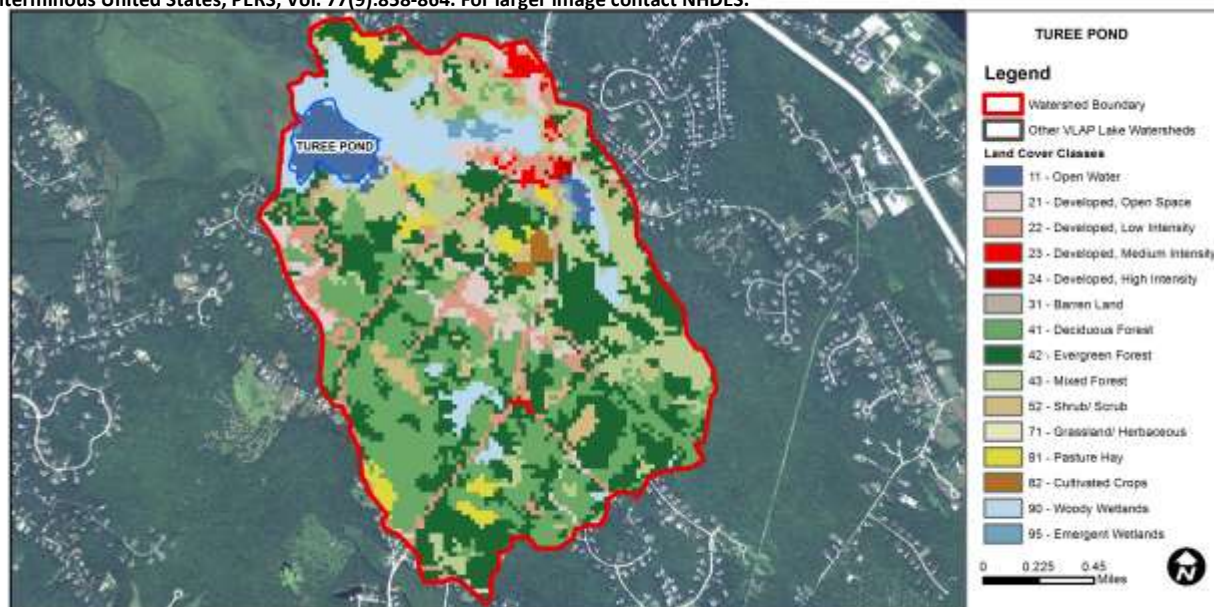 interminous United States, PERS, Vol. 77(9):858-864. For larger image contact NHDES.
TUREE POND
TUREE POND
Legend
Watershed Boundary
Other VLAP Lake Watersheds
Land Cover Classes
11 - Open Water
21 - Developed, Open Space
22 - Developed, Low Intensity
23 - Developed, Medium Intensity
24 - Developed, High Intensity
31 - Barren Land
41 - Deciduous Forest
42 - Evergreen Forest
43 - Mixed Forest
52 - Shrub/ Scrub
71 - Grassland/ Herbaceous
81 - Pasture Hay
82 - Cultivated Crops
90 - Woody Wetlands
95 - Emergent Wetlands
0 0.225 0.45
Miles
N